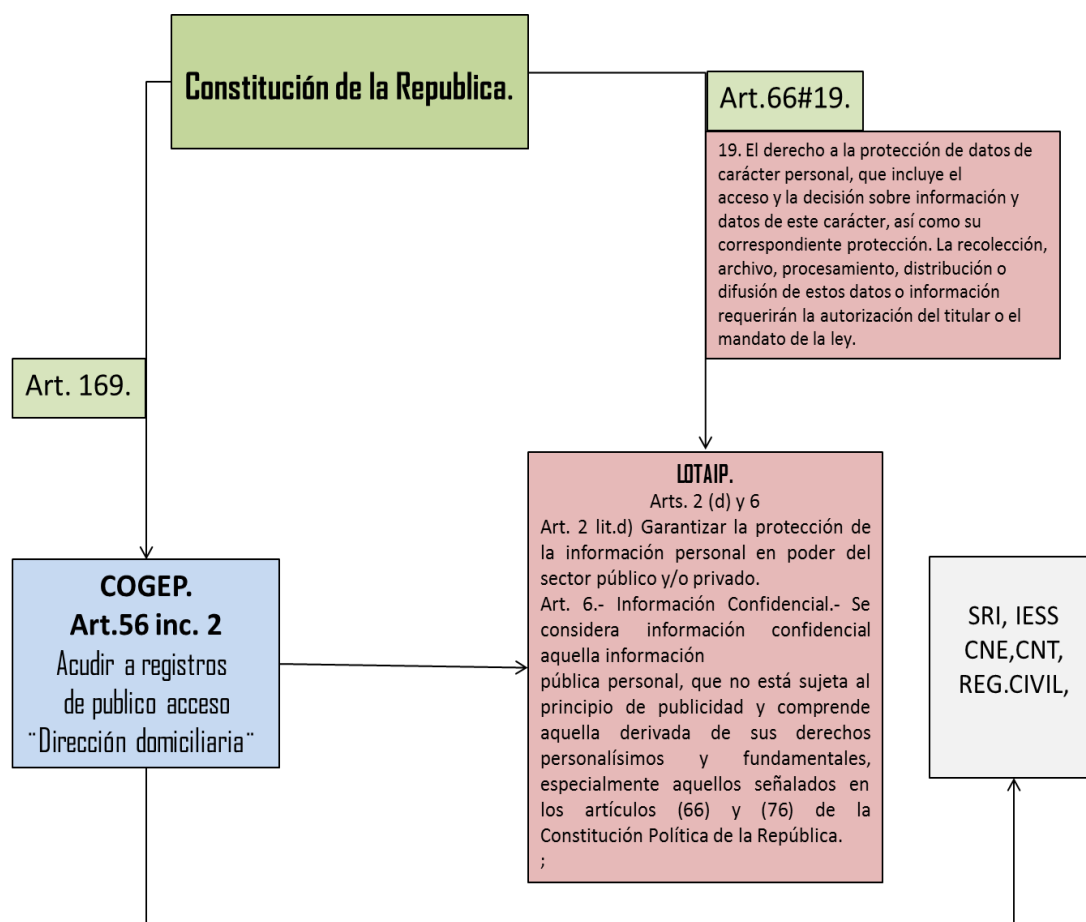 Constitución de la Republica.
Art.66#19.
19. El derecho a la protección de datos de
carácter personal, que incluye el
acceso y la decisión sobre información y
datos de este carácter, así como su
correspondiente protección. La recolección,
archivo, procesamiento, distribución o
difusión de estos datos o información
requerirán la autorización del titular o el
mandato de la ley.
Art. 169.
LOTAIP.
Arts. 2 (d) y 6
Art. 2 lit.d) Garantizar la protección de
la información personal en poder del
sector público y/o privado.
Art. 6.- Información Confidencial.- Se
considera información confidencial
aquella información
pública personal, que no está sujeta al
principio de publicidad y comprende
aquella derivada de sus derechos
personalísimos y fundamentales,
especialmente aquellos señalados en
los artículos (66) y (76) de la
Constitución Política de la República.
;
COGEP.
Art.56 inc. 2
Acudir a registros
de publico acceso
¨Dirección domiciliaria¨
SRI, IESS
CNE,CNT,
REG.CIVIL,